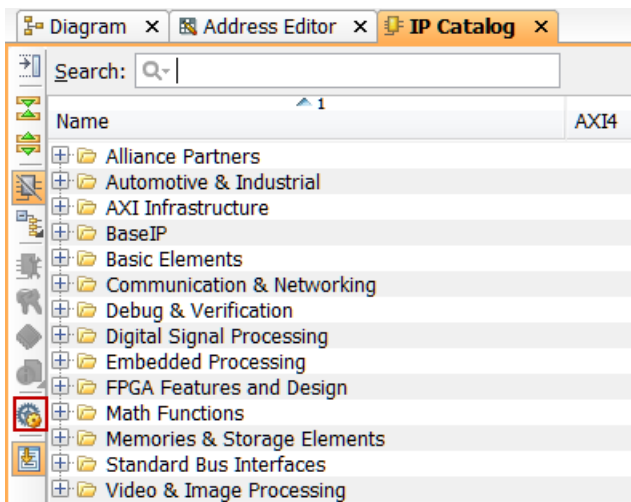 Diagram × Address Editor × IP Catalog ×
Search:
1
Name AXI4
Alliance Partners
Automotive & Industrial
AXI Infrastructure
BaseIP
Basic Elements
Communication & Networking
Debug & Verification
Digital Signal Processing
Embedded Processing
FPGA Features and Design
Math Functions
Memories & Storage Elements
Standard Bus Interfaces
Video & Image Processing